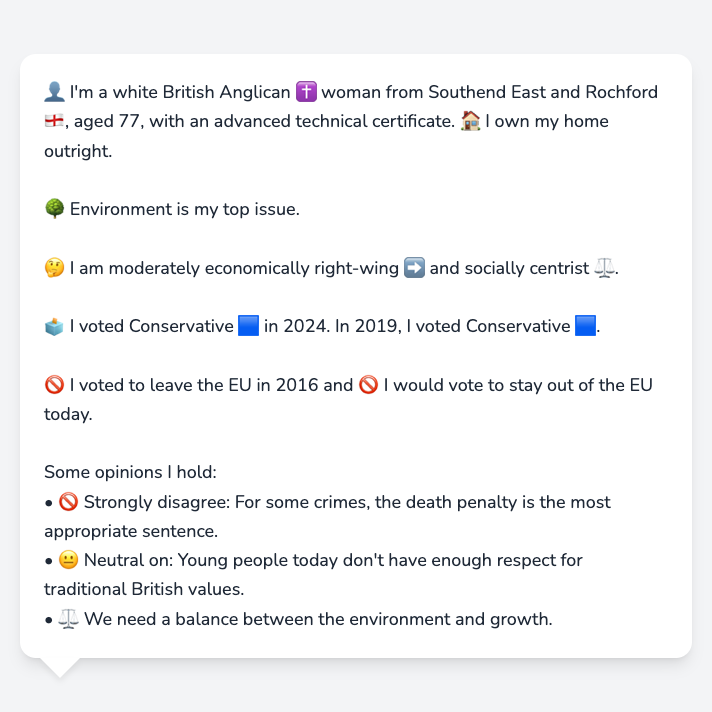 👤 I'm a white British Anglican ✝️ woman from Southend East and Rochford
🏴󠁧󠁢󠁥󠁮󠁧󠁿, aged 77, with an advanced technical certificate. 🏠 I own my home
outright.
🌳 Environment is my top issue.
🤔 I am moderately economically right-wing ➡️ and socially centrist ⚖️.
🗳️ I voted Conservative 🟦 in 2024. In 2019, I voted Conservative 🟦.
🚫 I voted to leave the EU in 2016 and 🚫 I would vote to stay out of the EU
today.
Some opinions I hold:
• 🚫 Strongly disagree: For some crimes, the death penalty is the most
appropriate sentence.
• 😐 Neutral on: Young people today don't have enough respect for
traditional British values.
• ⚖️ We need a balance between the environment and growth.